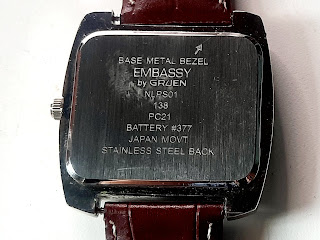 BASE METAL BEZEL
EMBASSY
by GRUEN
NLPS01
138
PC21
BATTERY #377
JAPAN MOVT
STAINLESS STEEL BACK